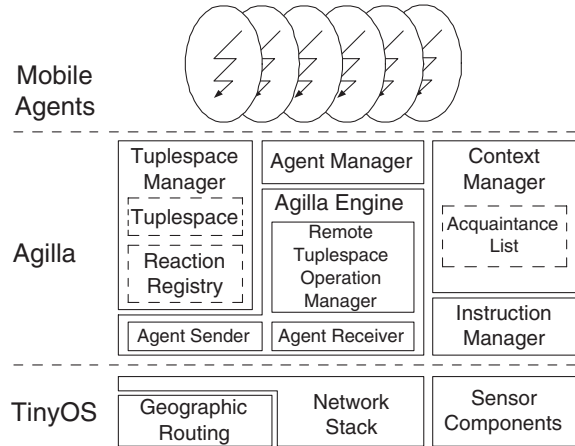 Mobile
Agents
Agilla
Tuplespace
Manager
Tuplespace
Reaction
Registry
Agent Manager
Agilla Engine
Remote
Tuplespace
Operation
Manager
Agent Sender
Agent Receiver
Context
Manager
Acquaintance
List
Instruction
Manager
TinyOS
Geographic
Routing
Network
Stack
Sensor
Components